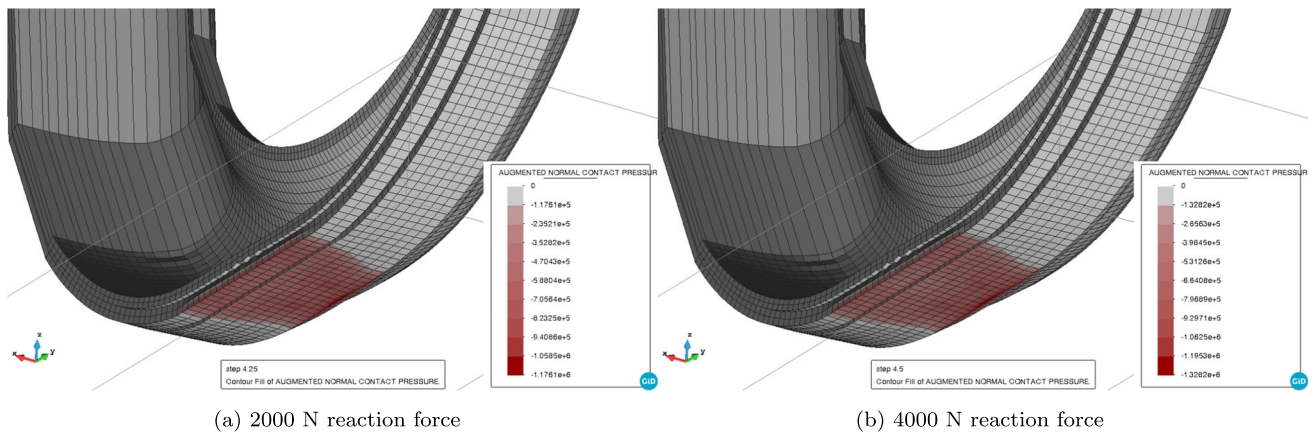 AUGMENTED NORMAL CONTACT PRESSUR
0
-1.1761e+5
-2.3521e+5
-3.5282e+5
-4.7043e+5
-5.8804e+5
-7.0564e+5
-8.2325e+5
-9.4086e+5
-1.0585e+6
-1.1761e+6
z
x
y
step 4.25
Contour Fill of AUGMENTED NORMAL CONTACT PRESSURE.
GiD
(a) 2000 N reaction force
AUGMENTED NORMAL CONTACT PRESSUR
0
-1.3282e+5
-2.6563e+5
-3.9845e+5
-5.3126e+5
-6.6408e+5
-7.9689e+5
-9.2971e+5
-1.0625e+6
-1.1953e+6
-1.3282e+6
z
x
y
step 4.5
Contour Fill of AUGMENTED NORMAL CONTACT PRESSURE.
GiD
(b) 4000 N reaction force